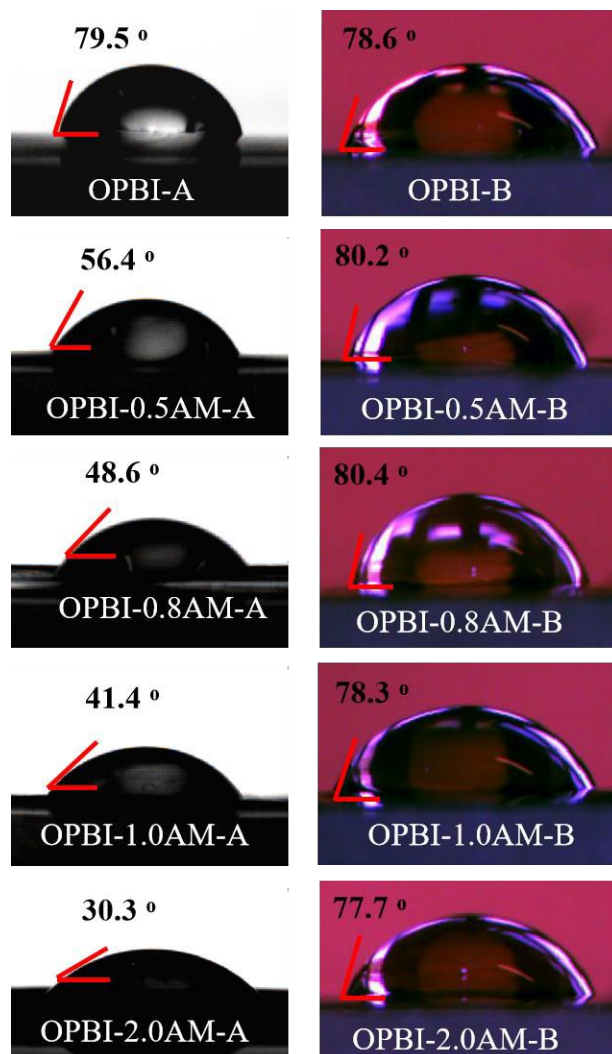 79.5 º
OPBI-A
78.6 º
OPBI-B
56.4 º
OPBI-0.5AM-A
80.2 º
OPBI-0.5AM-B
48.6 º
OPBI-0.8AM-A
80.4 º
OPBI-0.8AM-B
41.4 º
OPBI-1.0AM-A
78.3 º
OPBI-1.0AM-B
30.3 º
OPBI-2.0AM-A
77.7 º
OPBI-2.0AM-B